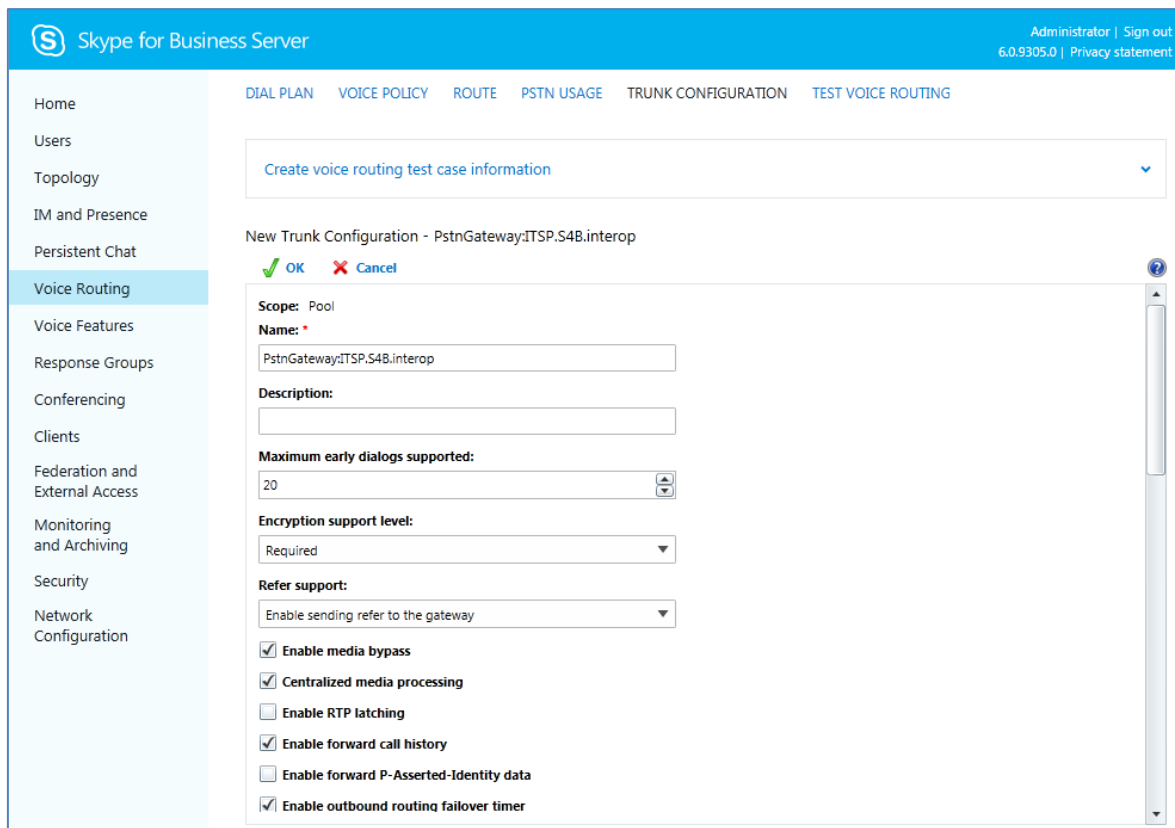 Skype for Business Server
Administrator | Sign out
6.0.9305.0 | Privacy statement
Home
Users
Topology
IM and Presence
Persistent Chat
Voice Routing
Voice Features
Response Groups
Conferencing
Clients
Federation and
External Access
Monitoring
and Archiving
Security
Network
Configuration
DIAL PLAN VOICE POLICY ROUTE PSTN USAGE TRUNK CONFIGURATION TEST VOICE ROUTING
Create voice routing test case information
New Trunk Configuration - PstnGateway:ITSP.S4B.interop
OK Cancel
Scope: Pool
Name: *
PstnGateway:ITSP.S4B.interop
Description:
Maximum early dialogs supported:
20
Encryption support level:
Required
Refer support:
Enable sending refer to the gateway
Enable media bypass
Centralized media processing
Enable RTP latching
Enable forward call history
Enable forward P-Asserted-Identity data
Enable outbound routing failover timer